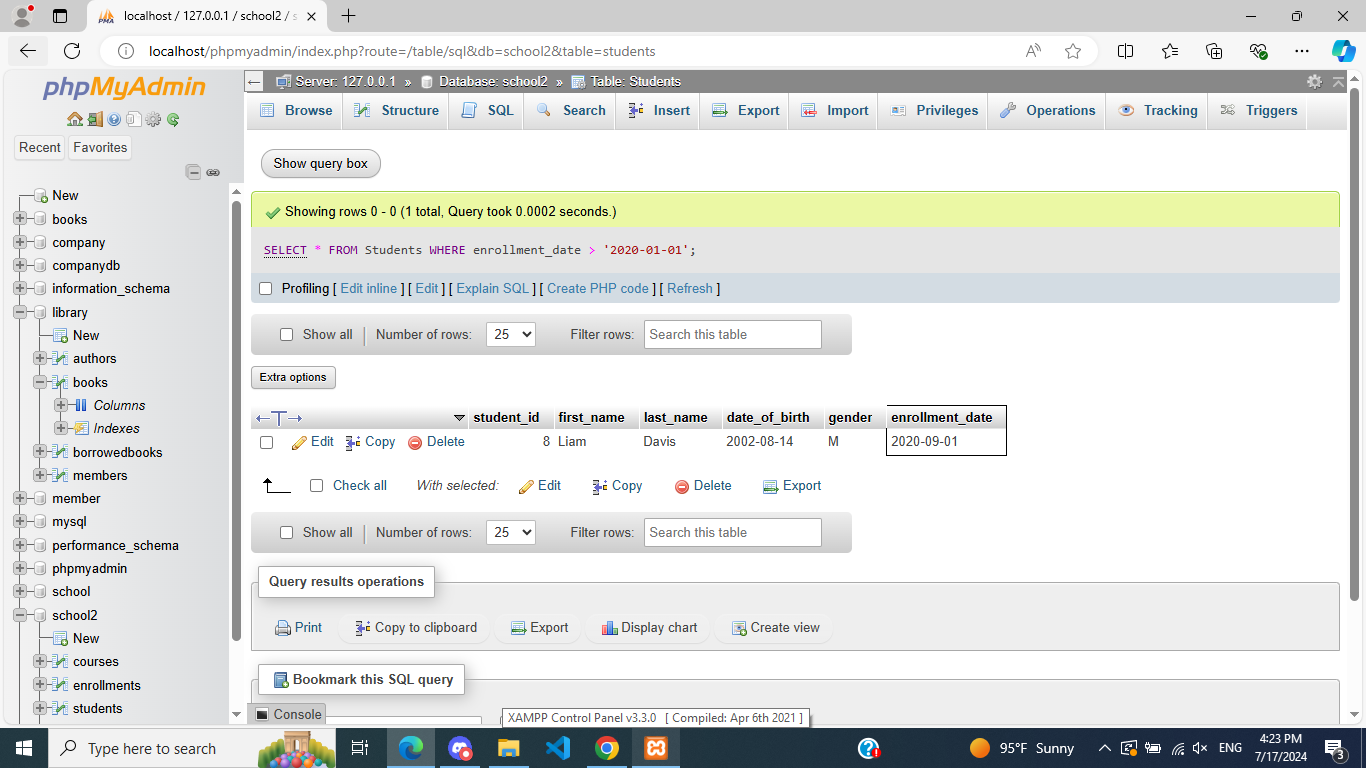 localhost / 127.0.0.1 / school2 / s
localhost/phpmyadmin/index.php?route=/table/sql&db=school2&table=students
phpMyAdmin
Recent
Favorites
New
books
company
companydb
information_schema
library
New
authors
books
Columns
Indexes
borrowedbooks
members
member
mysql
performance_schema
phpmyadmin
school
school2
New
courses
enrollments
students
Server: 127.0.0.1 » Database: school2 » Table: Students
Browse Structure SQL Search Insert Export Import Privileges Operations Tracking Triggers
Show query box
Showing rows 0 - 0 (1 total, Query took 0.0002 seconds.)
SELECT * FROM Students WHERE enrollment_date > '2020-01-01';
Profiling [ Edit inline ] [ Edit ] [ Explain SQL ] [ Create PHP code ] [ Refresh ]
Show all Number of rows: 25 Filter rows: Search this table
Extra options
student_id first_name last_name date_of_birth gender enrollment_date
Edit Copy Delete 8 Liam Davis 2002-08-14 M 2020-09-01
Check all With selected: Edit Copy Delete Export
Show all Number of rows: 25 Filter rows: Search this table
Query results operations
Print Copy to clipboard Export Display chart Create view
Bookmark this SQL query
Console
XAMPP Control Panel v3.3.0 [ Compiled: Apr 6th 2021 ]
Type here to search
95°F Sunny
ENG
4:23 PM
7/17/2024
3